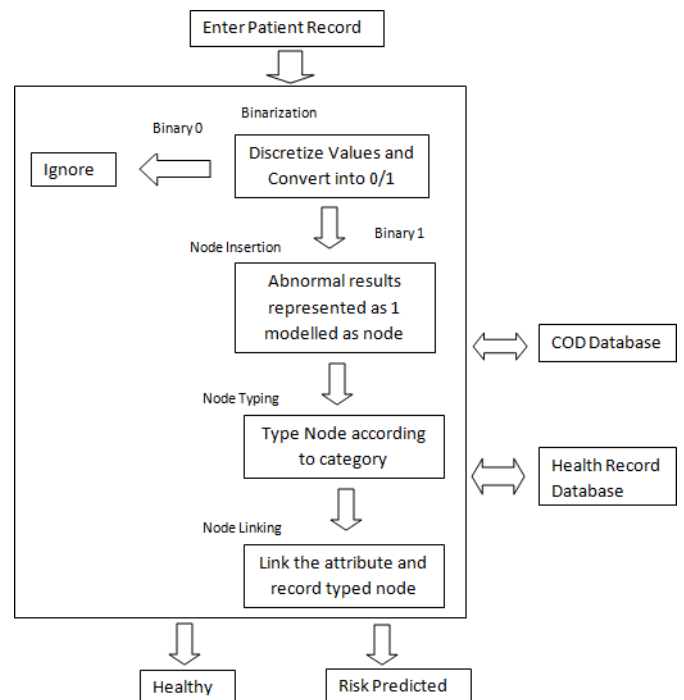 Enter Patient Record
Binarization
Binary 0
Ignore
Discretize Values and
Convert into 0/1
Binary 1
Node Insertion
Abnormal results
represented as 1
modelled as node
COD Database
Node Typing
Type Node according
to category
Health Record
Database
Node Linking
Link the attribute and
record typed node
Healthy
Risk Predicted